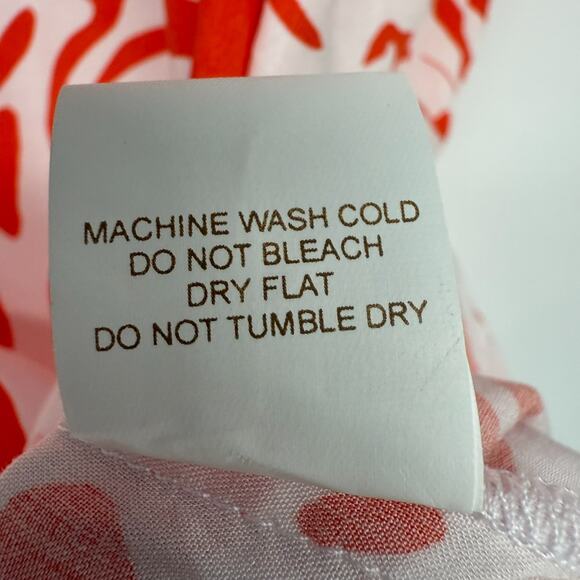 MACHINE WASH COLD
DO NOT BLEACH
DRY FLAT
DO NOT TUMBLE DRY